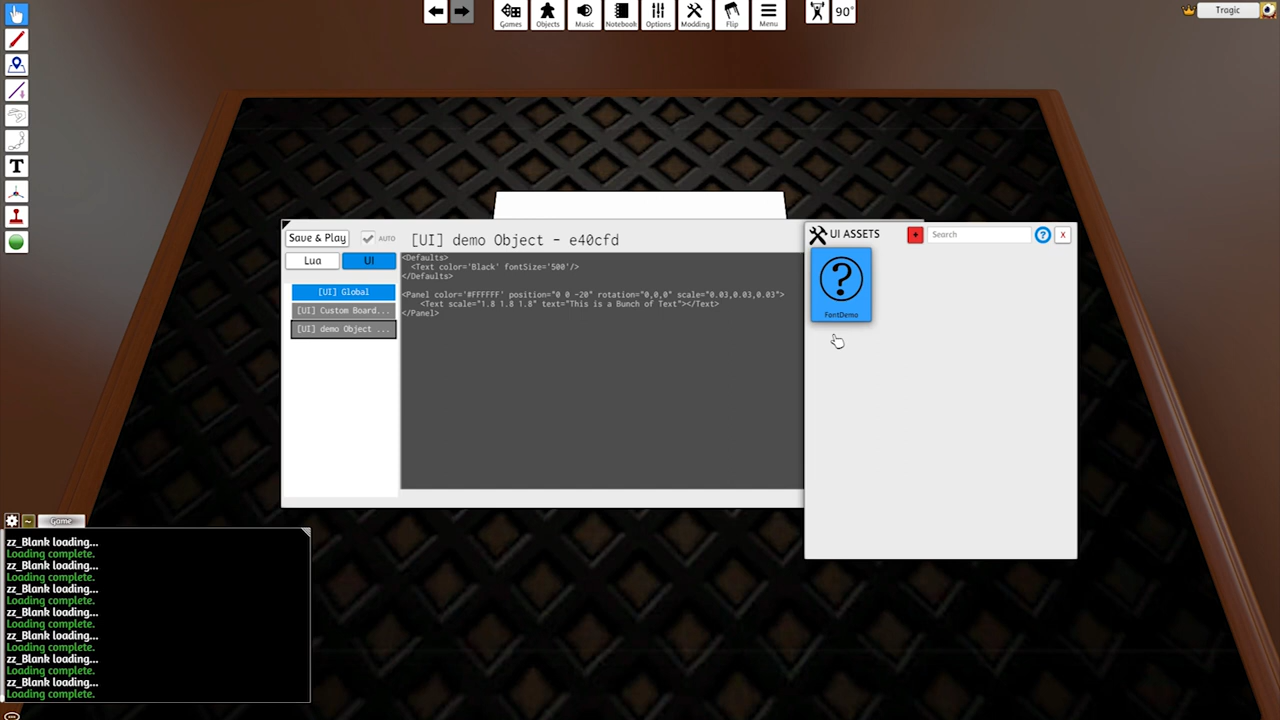 Games
Objects
Music
Notebook
Options
Modding
Flip
Menu
90°
Tragic
T
Save & Play
AUTO
[UI] demo Object - e40cfd
Lua
UI
[UI] Global
[UI] Custom Board...
[UI] demo Object ...
<Defaults>
<Text color='Black' fontSize='500'/>
</Defaults>
<Panel color='#FFFFFF' position="0 0 -20" rotation="0,0,0" scale="0.03,0.03,0.03">
<Text scale="1.8 1.8 1.8" text="This is a Bunch of Text"></Text>
</Panel>
UI ASSETS
+
Search
?
X
?
FontDemo
~
Game
zz_Blank loading...
Loading complete.
zz_Blank loading...
Loading complete.
zz_Blank loading...
Loading complete.
zz_Blank loading...
Loading complete.
zz_Blank loading...
Loading complete.
zz_Blank loading...
Loading complete.
zz_Blank loading...
Loading complete.